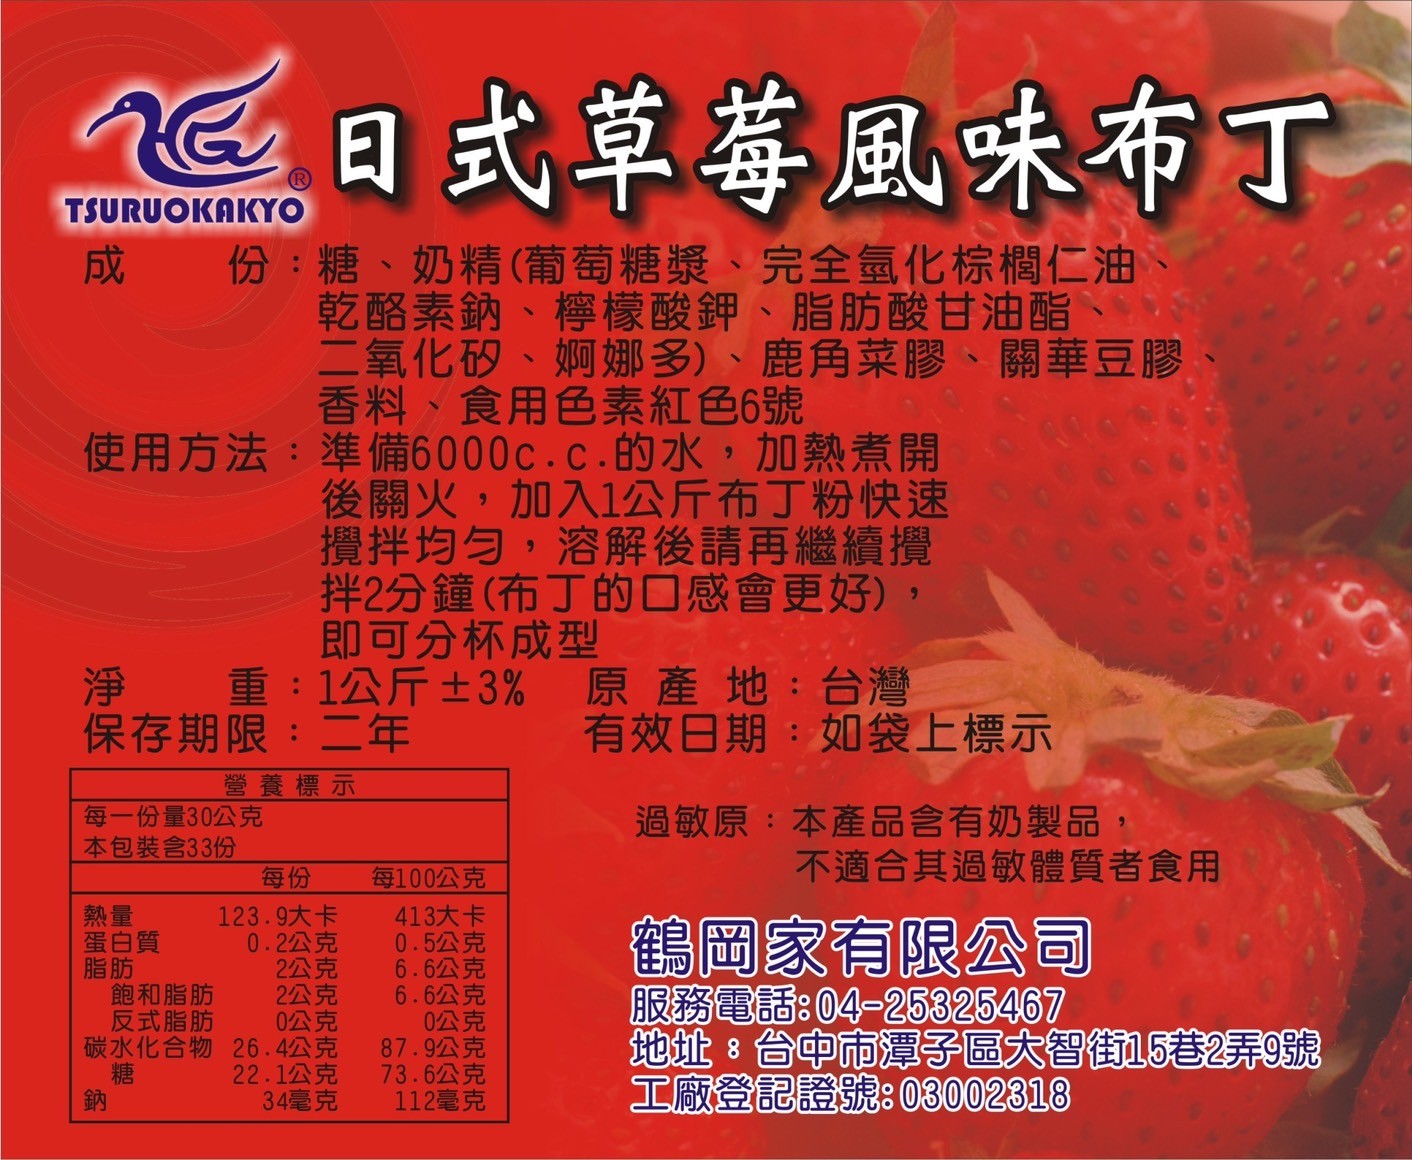 HG
®
TSURUOKAKYO
日式草莓風味布丁
成份：糖、奶精(葡萄糖漿、完全氫化棕櫚仁油、
乾酪素鈉、檸檬酸鉀、脂肪酸甘油酯、
二氧化矽、婀娜多)、鹿角菜膠、關華豆膠、
香料、食用色素紅色6號
使用方法：準備6000c.c.的水，加熱煮開
後關火，加入1公斤布丁粉快速
攪拌均勻，溶解後請再繼續攪
拌2分鐘(布丁的口感會更好)，
即可分杯成型
淨重：1公斤±3% 原產地：台灣
保存期限：二年 有效日期：如袋上標示
營養標示
每一份量30公克
本包裝含33份
每份 每100公克
熱量 123.9大卡 413大卡
蛋白質 0.2公克 0.5公克
脂肪 2公克 6.6公克
飽和脂肪 2公克 6.6公克
反式脂肪 0公克 0公克
碳水化合物 26.4公克 87.9公克
糖 22.1公克 73.6公克
鈉 34毫克 112毫克
過敏原：本產品含有奶製品，
不適合其過敏體質者食用
鶴岡家有限公司
服務電話:04-25325467
地址：台中市潭子區大智街15巷2弄9號
工廠登記證號:03002318